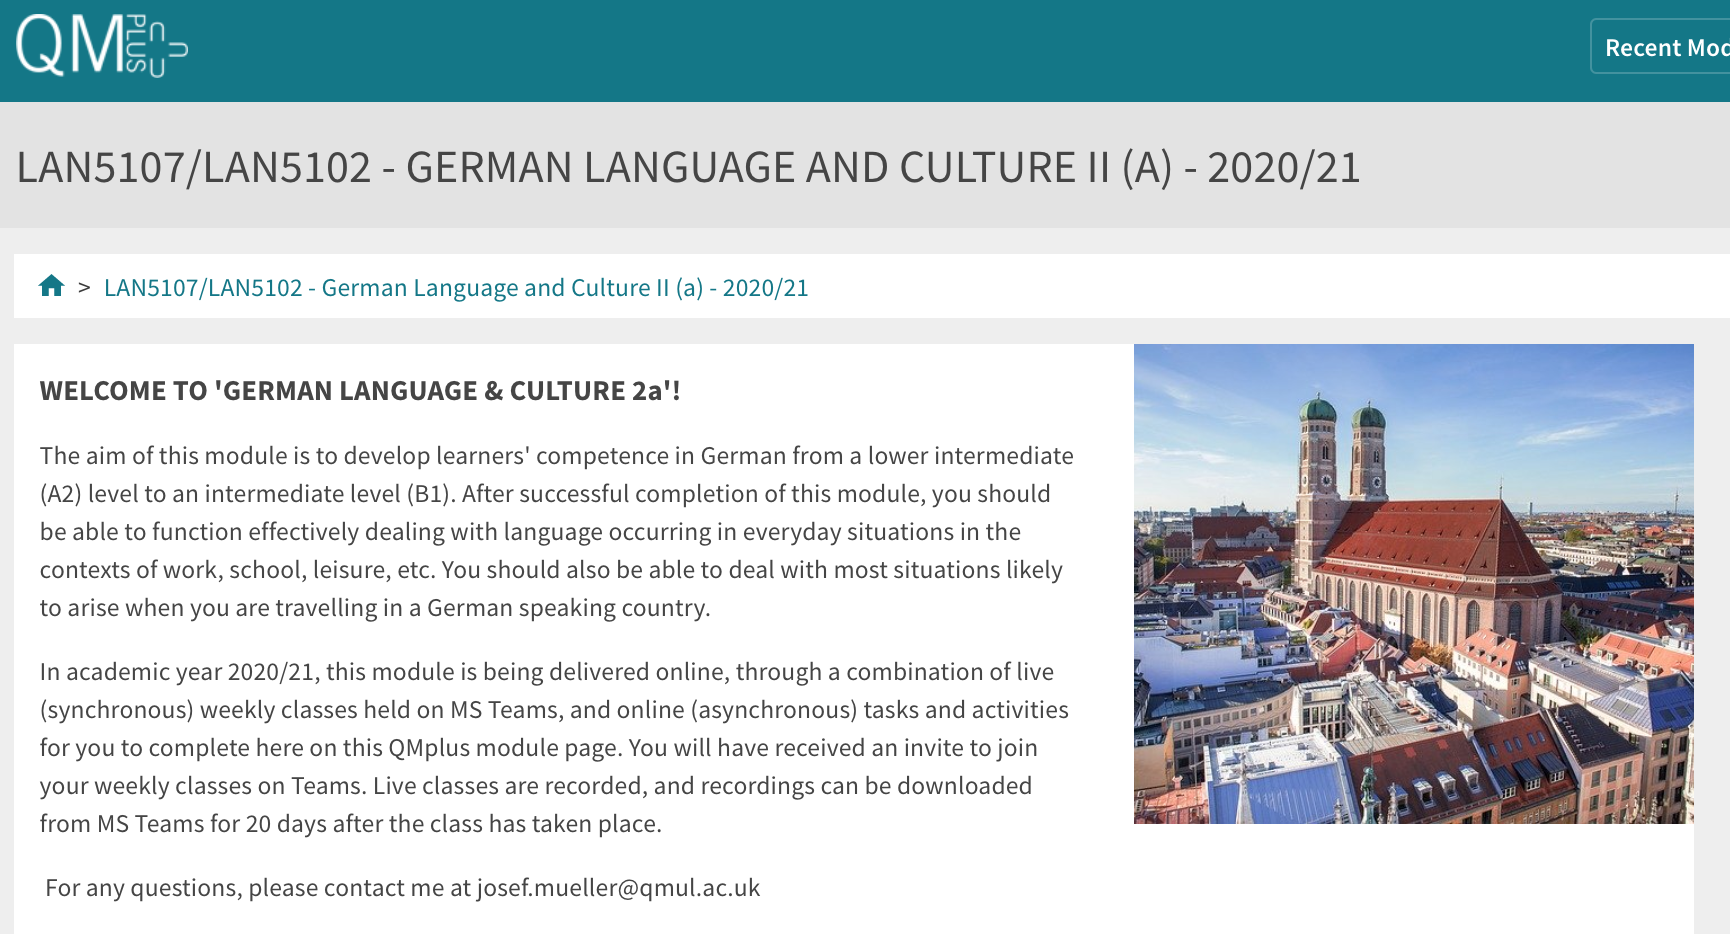 QM
PLUS
Recent Mod
LAN5107/LAN5102 - GERMAN LANGUAGE AND CULTURE II (A) - 2020/21
> LAN5107/LAN5102 - German Language and Culture II (a) - 2020/21
WELCOME TO 'GERMAN LANGUAGE & CULTURE 2a'!
The aim of this module is to develop learners' competence in German from a lower intermediate
(A2) level to an intermediate level (B1). After successful completion of this module, you should
be able to function effectively dealing with language occurring in everyday situations in the
contexts of work, school, leisure, etc. You should also be able to deal with most situations likely
to arise when you are travelling in a German speaking country.
In academic year 2020/21, this module is being delivered online, through a combination of live
(synchronous) weekly classes held on MS Teams, and online (asynchronous) tasks and activities
for you to complete here on this QMplus module page. You will have received an invite to join
your weekly classes on Teams. Live classes are recorded, and recordings can be downloaded
from MS Teams for 20 days after the class has taken place.
For any questions, please contact me at josef.mueller@qmul.ac.uk